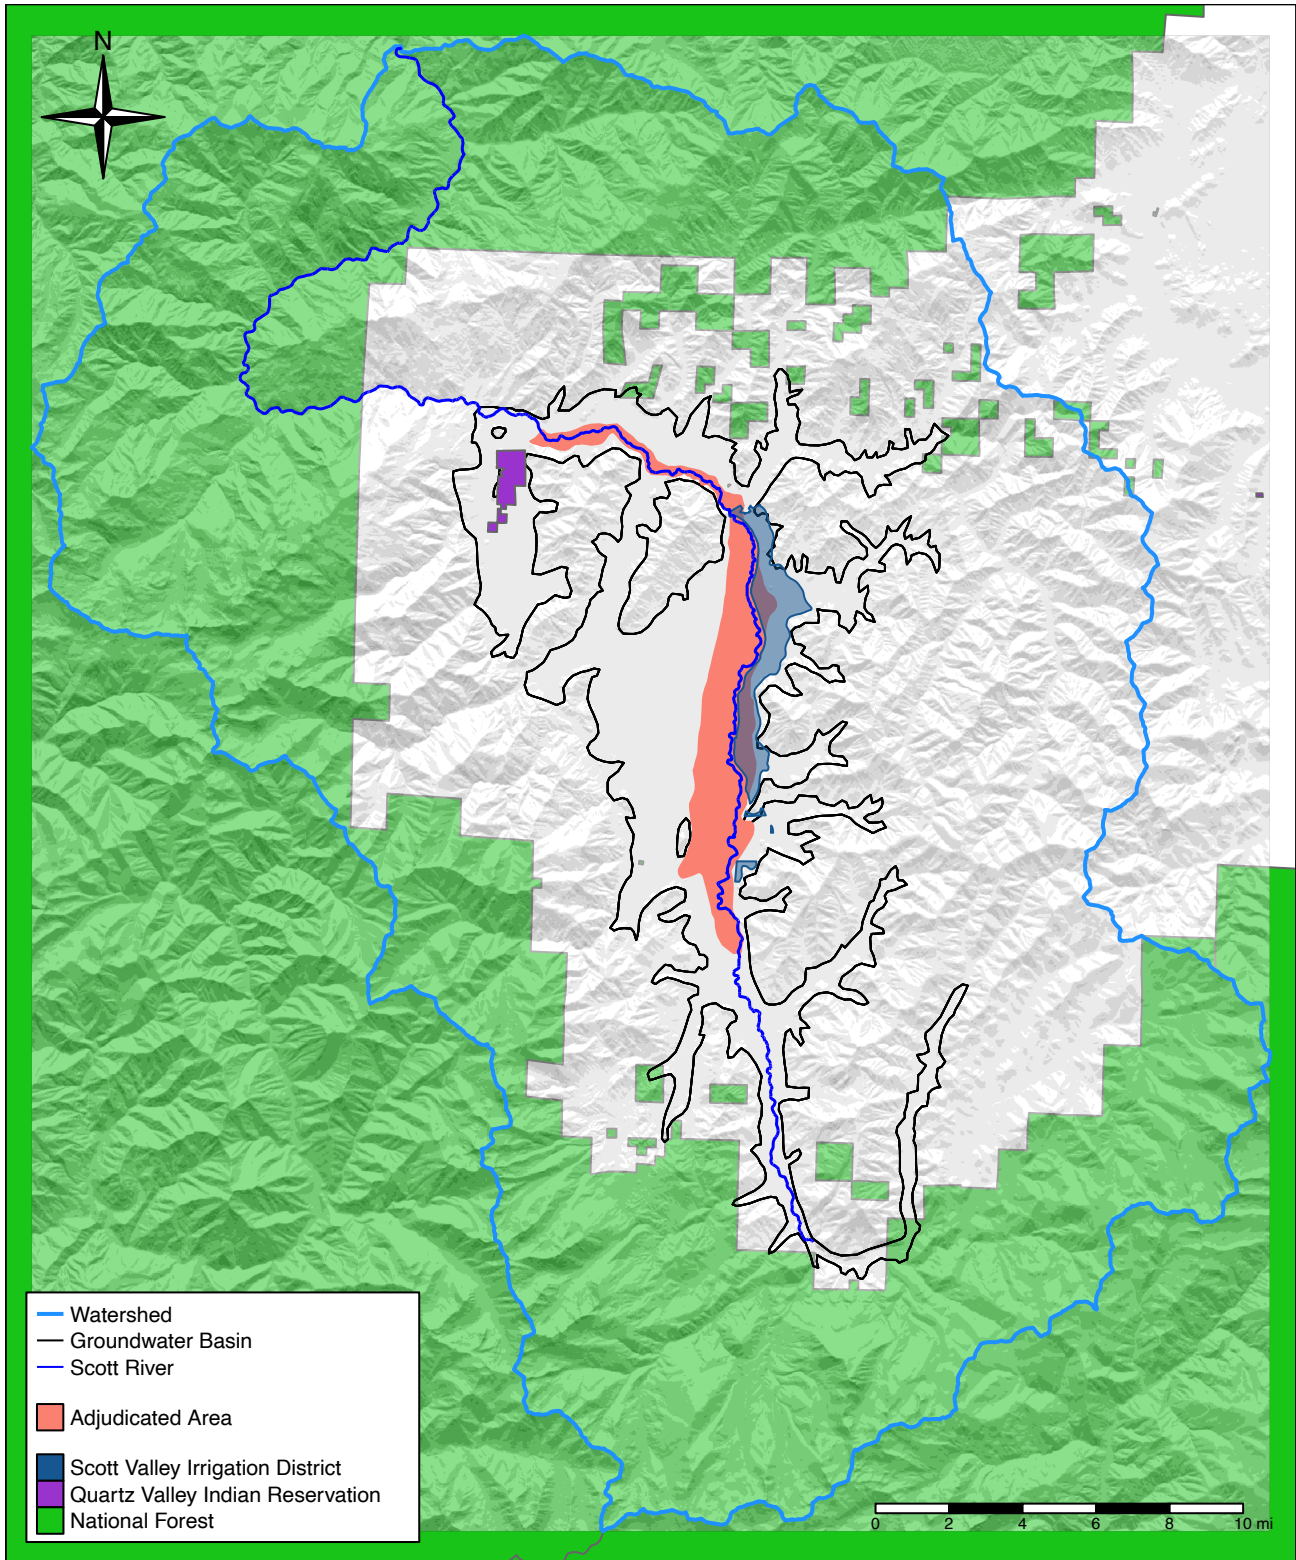 N
Watershed
Groundwater Basin
Scott River
Adjudicated Area
Scott Valley Irrigation District
Quartz Valley Indian Reservation
National Forest
0 2 4 6 8 10 mi